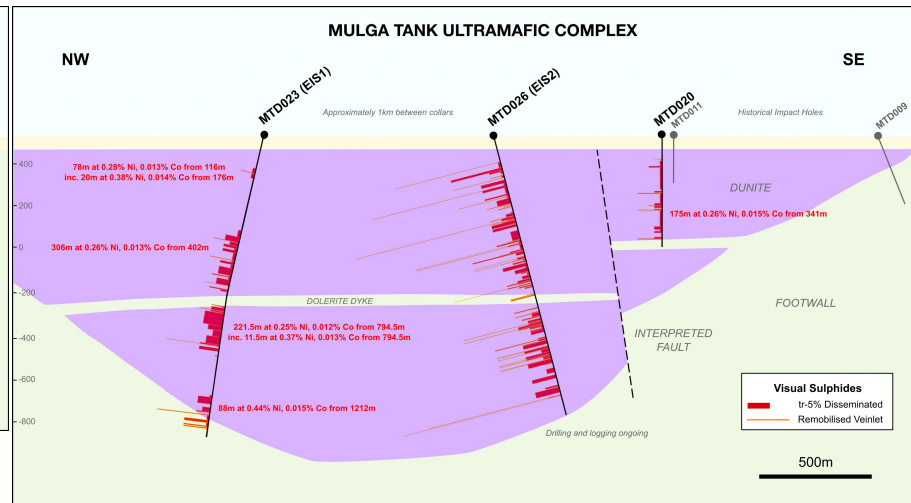 MULGA TANK ULTRAMAFIC COMPLEX
NW
SE
MTD023 (EIS1)
Approximately 1km between collars
MTD026 (EIS2)
MTD020
MTD011
Historical Impact Holes
MTD009
400
200
0
-200
-400
-600
-800
78m at 0.28% Ni, 0.013% Co from 116m
inc. 20m at 0.38% Ni, 0.014% Co from 176m
DUNITE
175m at 0.26% Ni, 0.015% Co from 341m
306m at 0.26% Ni, 0.013% Co from 402m
DOLERITE DYKE
FOOTWALL
221.5m at 0.25% Ni, 0.012% Co from 794.5m
inc. 11.5m at 0.37% Ni, 0.013% Co from 794.5m
INTERPRETED
FAULT
88m at 0.44% Ni, 0.015% Co from 1212m
Drilling and logging ongoing
Visual Sulphides
tr-5% Disseminated
Remobilised Veinlet
500m